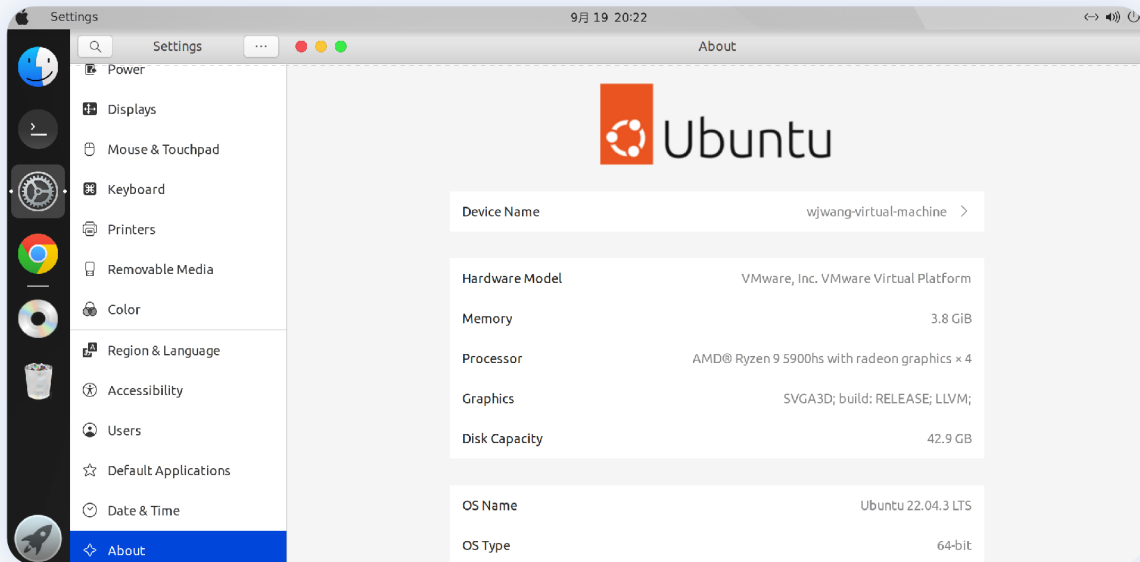 Settings
9月 19 20:22
Settings
About
Power
Displays
Mouse & Touchpad
Keyboard
Printers
Removable Media
Color
Region & Language
Accessibility
Users
Default Applications
Date & Time
About
Ubuntu
Device Name wjwang-virtual-machine
Hardware Model VMware, Inc. VMware Virtual Platform
Memory 3.8 GiB
Processor AMD® Ryzen 9 5900hs with radeon graphics × 4
Graphics SVGA3D; build: RELEASE; LLVM;
Disk Capacity 42.9 GB
OS Name Ubuntu 22.04.3 LTS
OS Type 64-bit